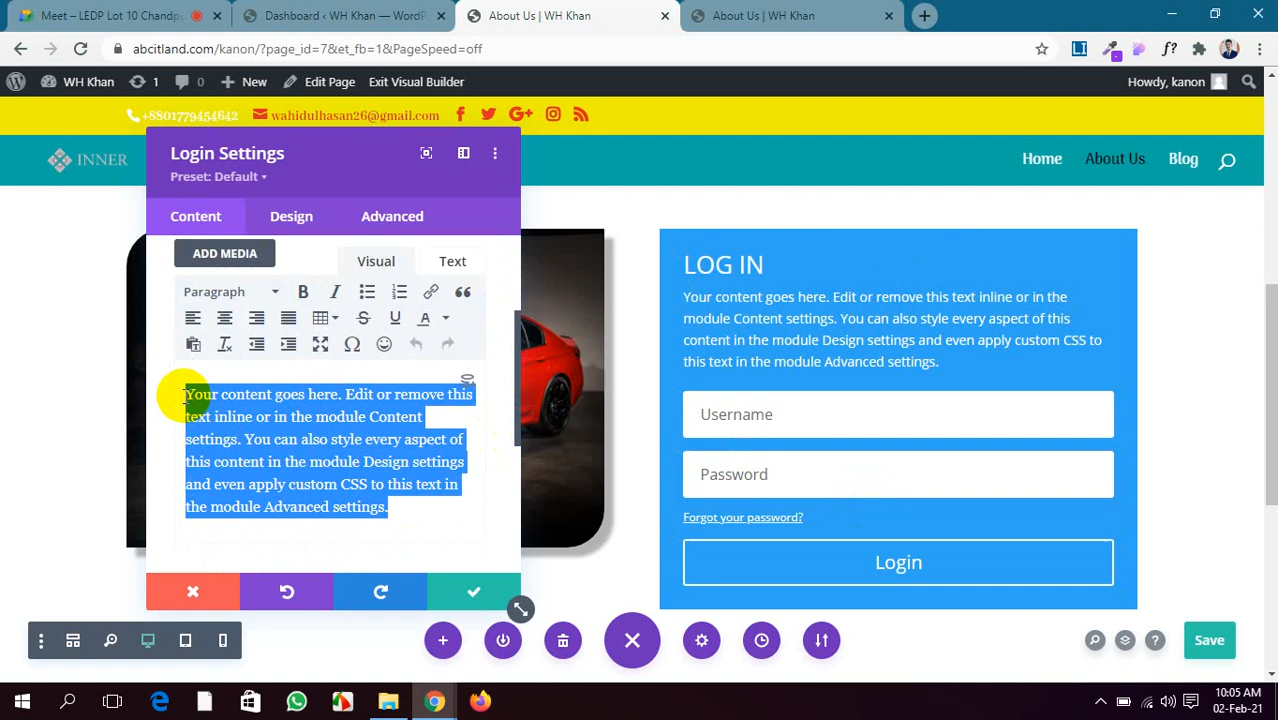 Meet – LEDP Lot 10 Chandp
Dashboard ‹ WH Khan — WordP
About Us | WH Khan
About Us | WH Khan
abcitland.com/kanon/?page_id=7&et_fb=1&PageSpeed=off
WH Khan
1
0
New
Edit Page
Exit Visual Builder
Howdy, kanon
+8801779454642
wahidulhasan26@gmail.com
INNER
Home
About Us
Blog
Login Settings
Preset: Default
Content
Design
Advanced
ADD MEDIA
Visual
Text
Paragraph
Your content goes here. Edit or remove this
text inline or in the module Content
settings. You can also style every aspect of
this content in the module Design settings
and even apply custom CSS to this text in
the module Advanced settings.
LOG IN
Your content goes here. Edit or remove this text inline or in the
module Content settings. You can also style every aspect of this
content in the module Design settings and even apply custom CSS to
this text in the module Advanced settings.
Username
Password
Forgot your password?
Login
Save
10:05 AM
02-Feb-21